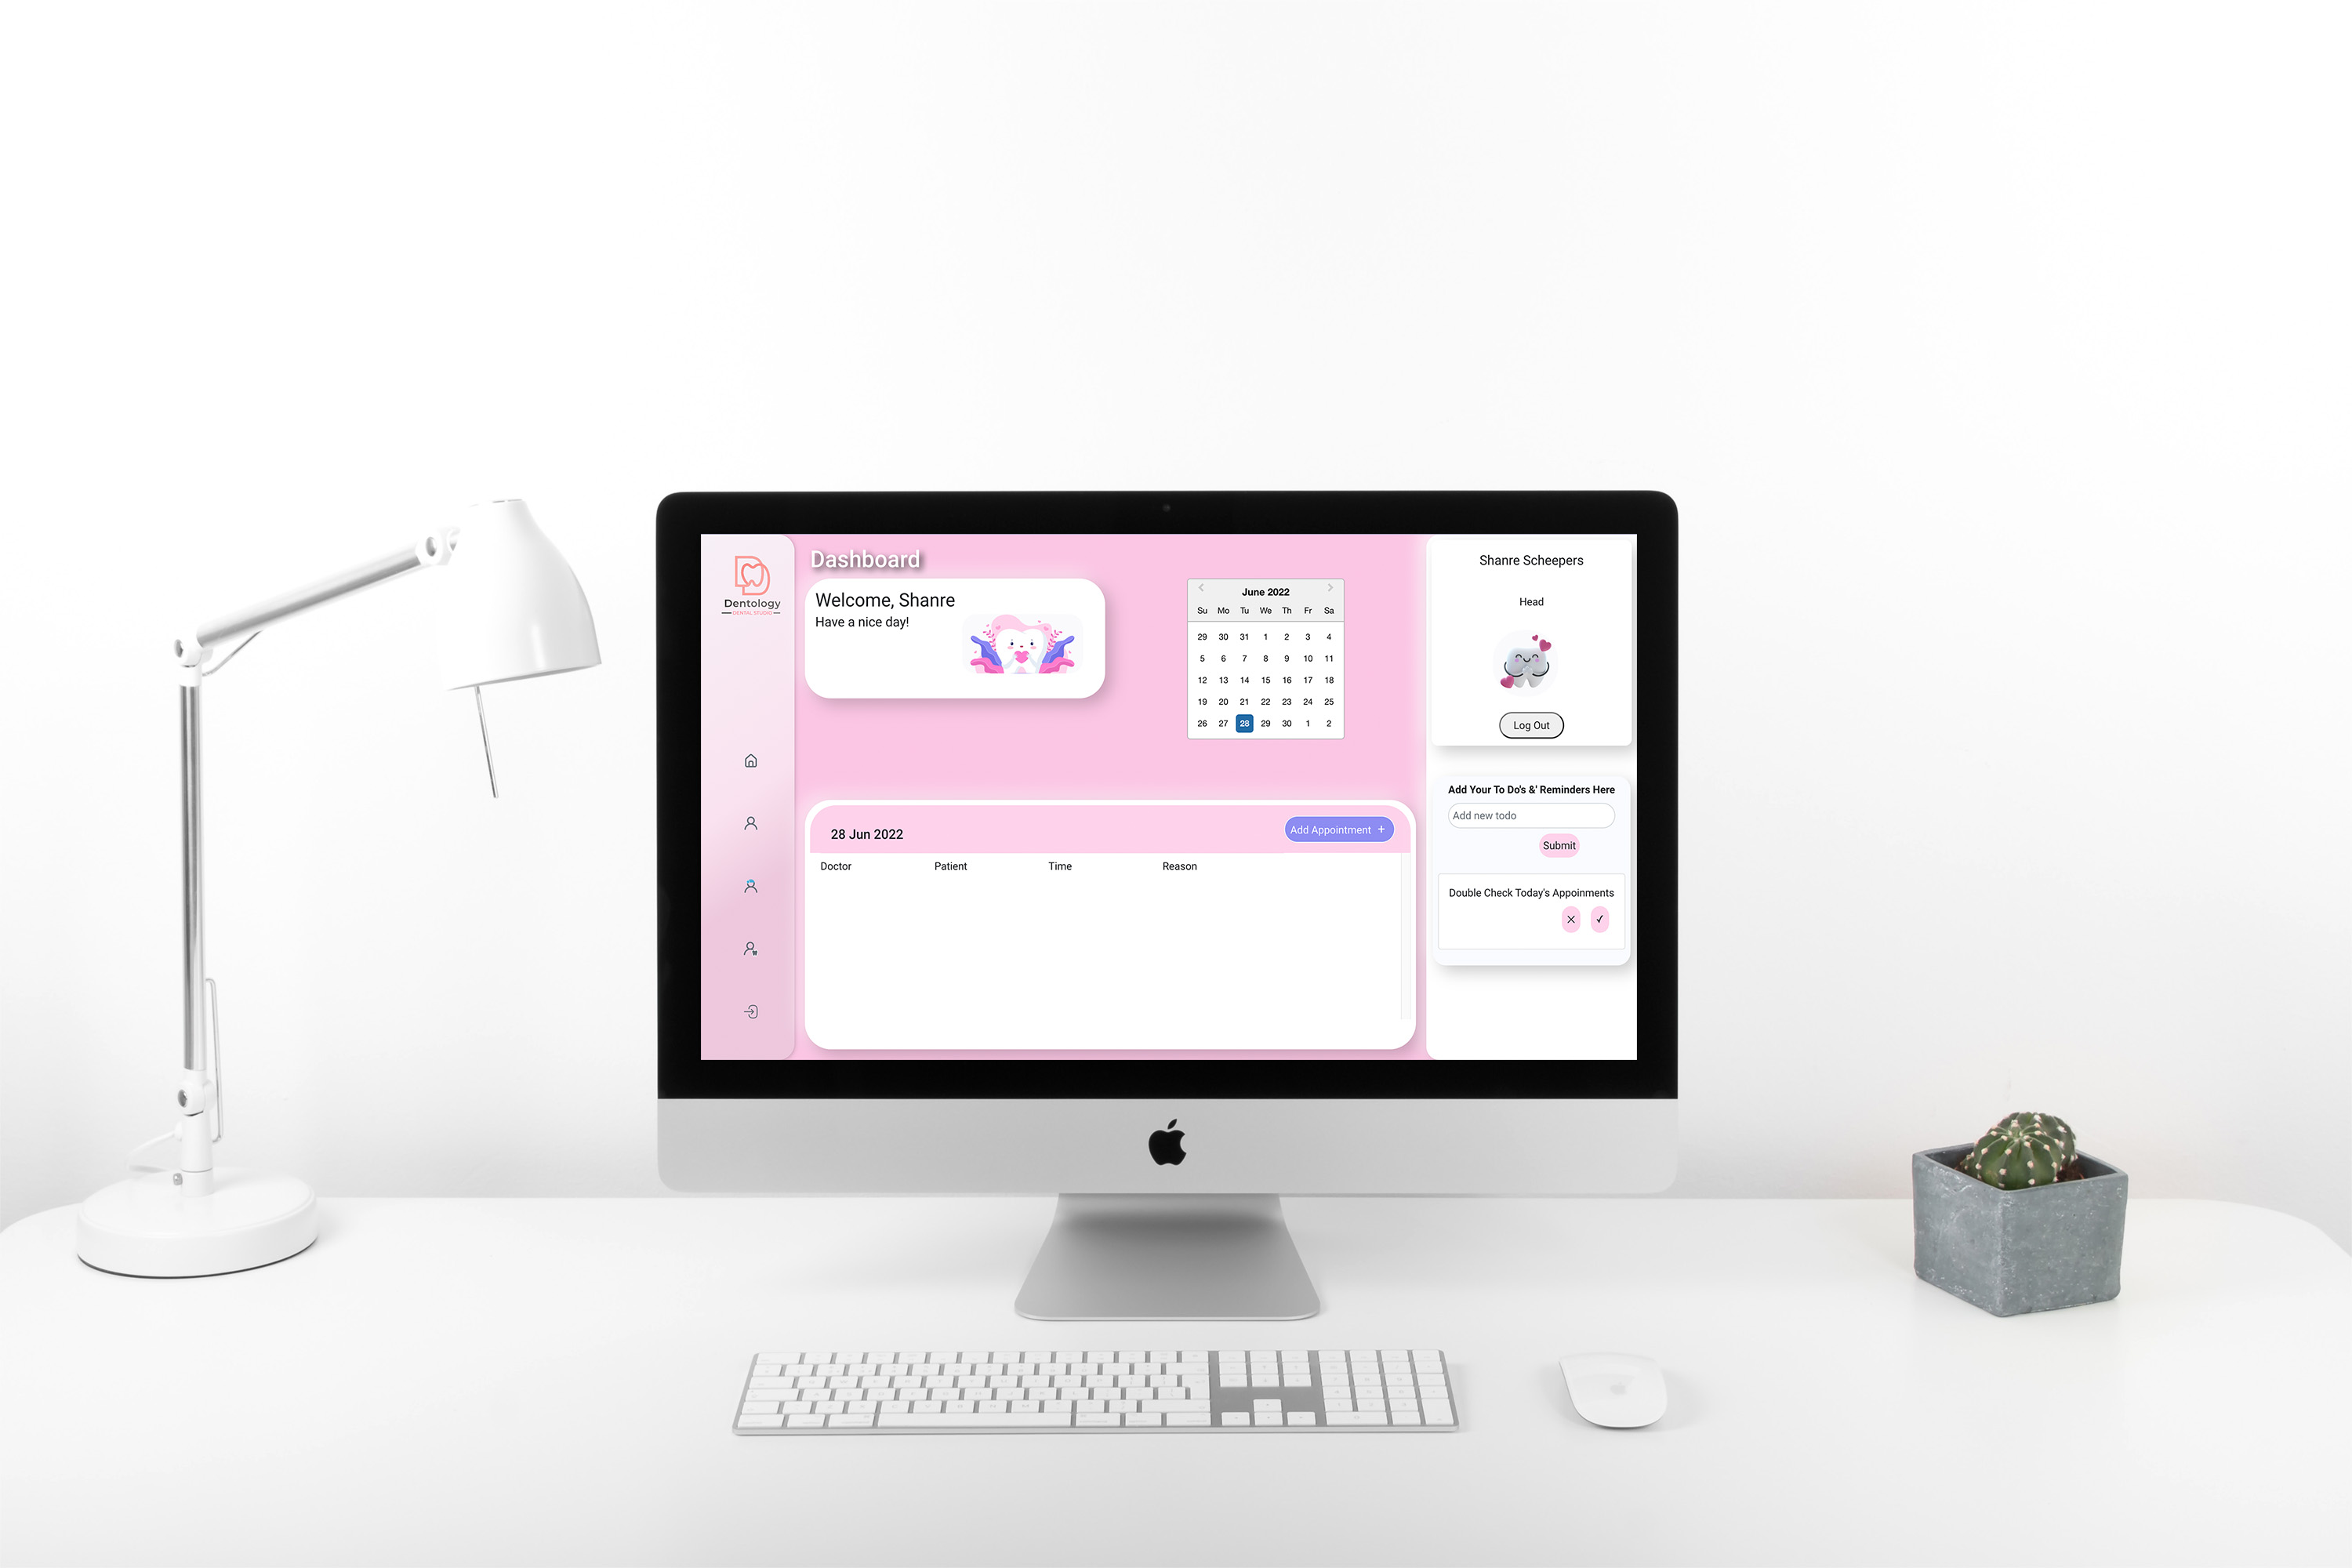 Dentology
DENTAL STUDIO
Dashboard
Welcome, Shanre
Have a nice day!
June 2022
Su Mo Tu We Th Fr Sa
29 30 31 1 2 3 4
5 6 7 8 9 10 11
12 13 14 15 16 17 18
19 20 21 22 23 24 25
26 27 28 29 30 1 2
28 Jun 2022
Add Appointment +
Doctor Patient Time Reason
Shanre Scheepers
Head
Log Out
Add Your To Do's &' Reminders Here
Add new todo
Submit
Double Check Today's Appoinments